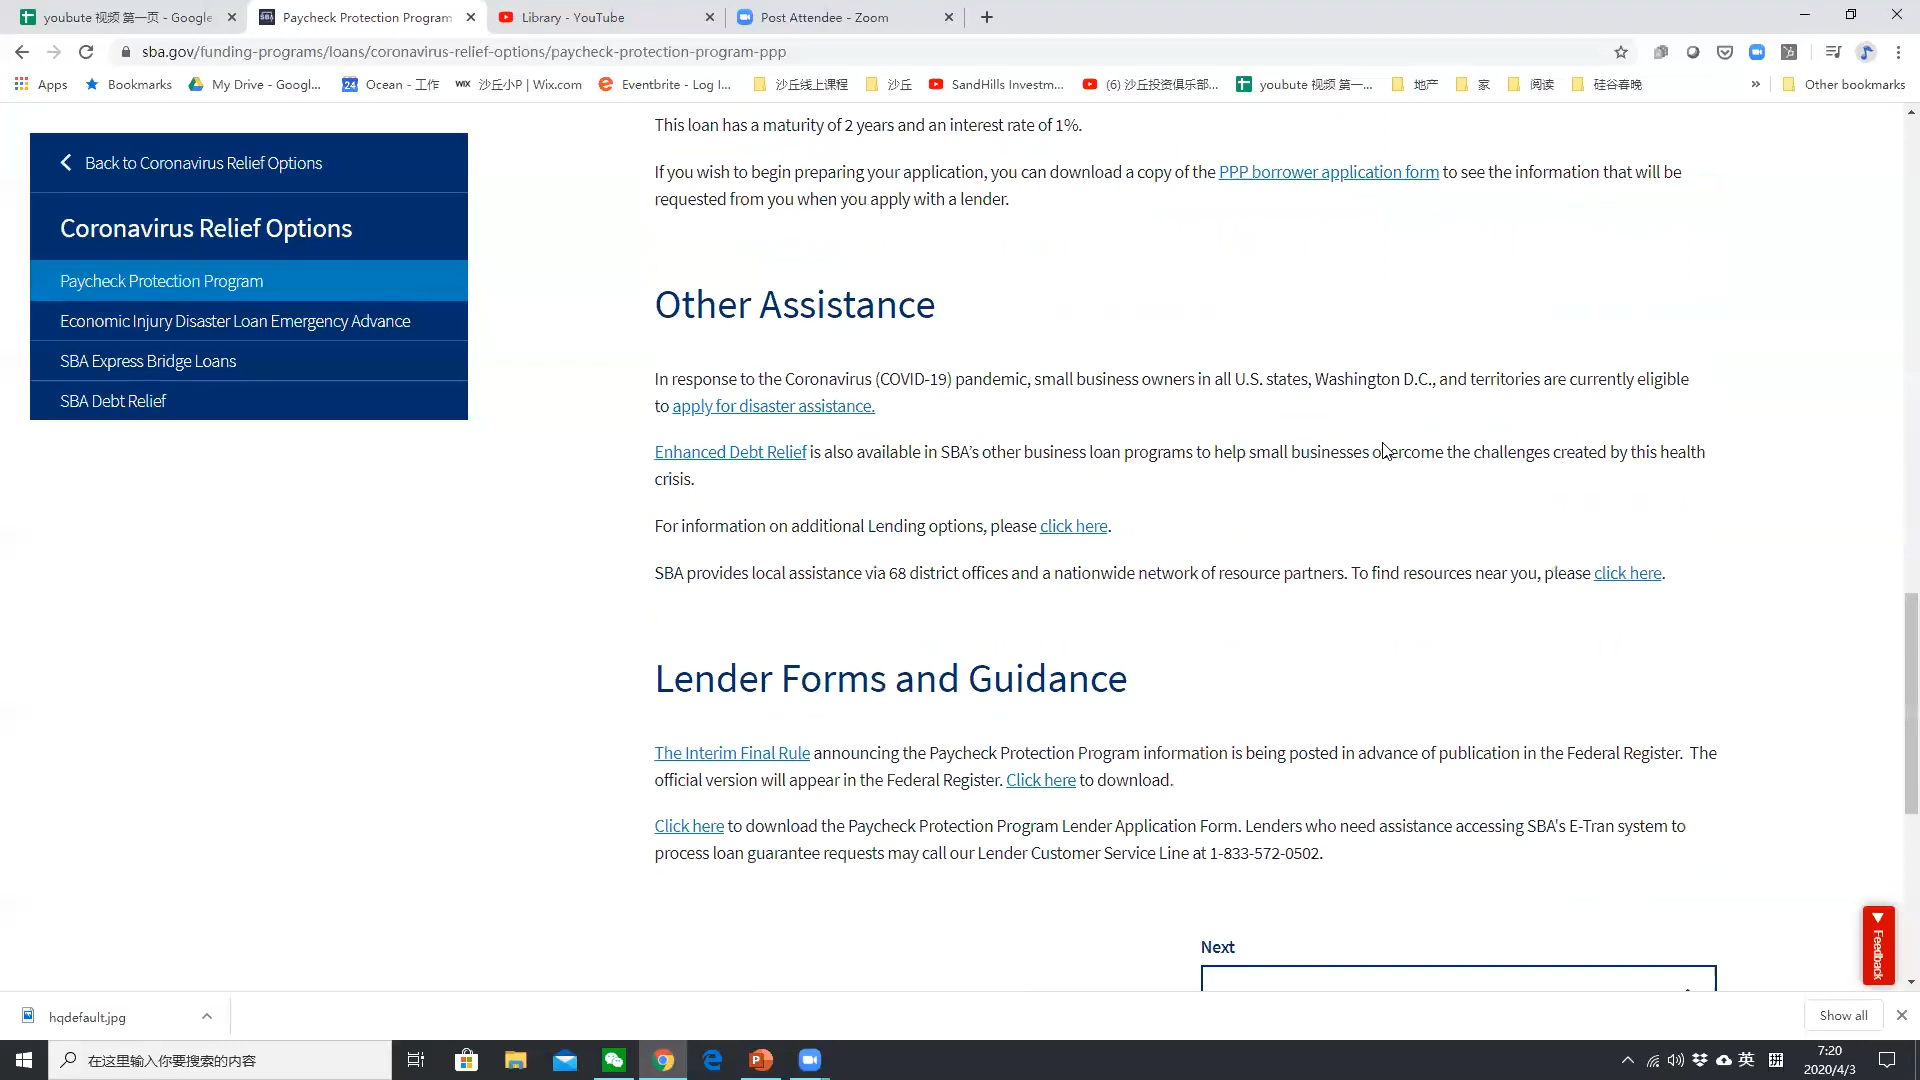 youbute 视频 第一页 - Google
Paycheck Protection Program
Library - YouTube
Post Attendee - Zoom
sba.gov/funding-programs/loans/coronavirus-relief-options/paycheck-protection-program-ppp
Apps
Bookmarks
My Drive - Googl...
24
Ocean - 工作
WIX
沙丘小P | Wix.com
Eventbrite - Log I...
沙丘线上课程
沙丘
SandHills Investm...
(6) 沙丘投资俱乐部...
youbute 视频 第一...
地产
家
阅读
硅谷春晚
»
Other bookmarks
Back to Coronavirus Relief Options
Coronavirus Relief Options
Paycheck Protection Program
Economic Injury Disaster Loan Emergency Advance
SBA Express Bridge Loans
SBA Debt Relief
This loan has a maturity of 2 years and an interest rate of 1%.
If you wish to begin preparing your application, you can download a copy of the PPP borrower application form to see the information that will be
requested from you when you apply with a lender.
Other Assistance
In response to the Coronavirus (COVID-19) pandemic, small business owners in all U.S. states, Washington D.C., and territories are currently eligible
to apply for disaster assistance.
Enhanced Debt Relief is also available in SBA's other business loan programs to help small businesses overcome the challenges created by this health
crisis.
For information on additional Lending options, please click here.
SBA provides local assistance via 68 district offices and a nationwide network of resource partners. To find resources near you, please click here.
Lender Forms and Guidance
The Interim Final Rule announcing the Paycheck Protection Program information is being posted in advance of publication in the Federal Register. The
official version will appear in the Federal Register. Click here to download.
Click here to download the Paycheck Protection Program Lender Application Form. Lenders who need assistance accessing SBA's E-Tran system to
process loan guarantee requests may call our Lender Customer Service Line at 1-833-572-0502.
Next
Feedback
hqdefault.jpg
Show all
在这里输入你要搜索的内容
英
拼
7:20
2020/4/3